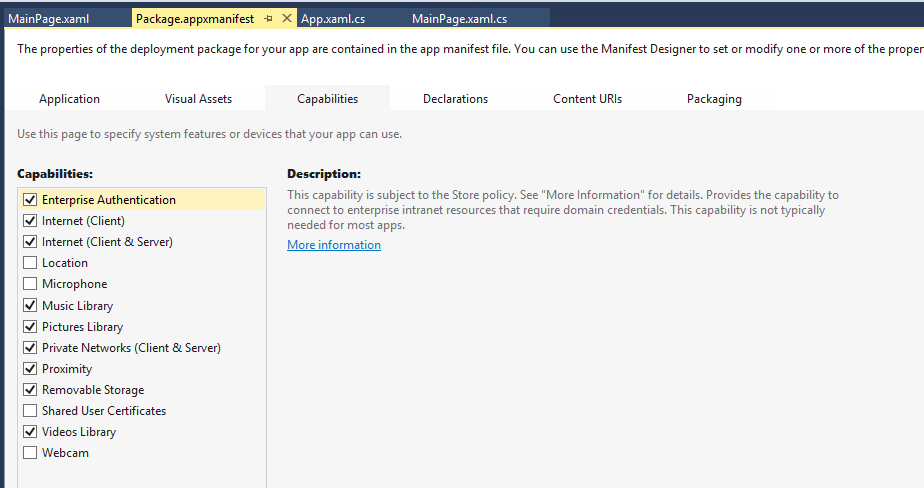 MainPage.xaml Package.appxmanifest App.xaml.cs MainPage.xaml.cs
The properties of the deployment package for your app are contained in the app manifest file. You can use the Manifest Designer to set or modify one or more of the proper
Application Visual Assets Capabilities Declarations Content URIs Packaging
Use this page to specify system features or devices that your app can use.
Capabilities:
Enterprise Authentication
Internet (Client)
Internet (Client & Server)
Location
Microphone
Music Library
Pictures Library
Private Networks (Client & Server)
Proximity
Removable Storage
Shared User Certificates
Videos Library
Webcam
Description:
This capability is subject to the Store policy. See "More Information" for details. Provides the capability to
connect to enterprise intranet resources that require domain credentials. This capability is not typically
needed for most apps.
More information